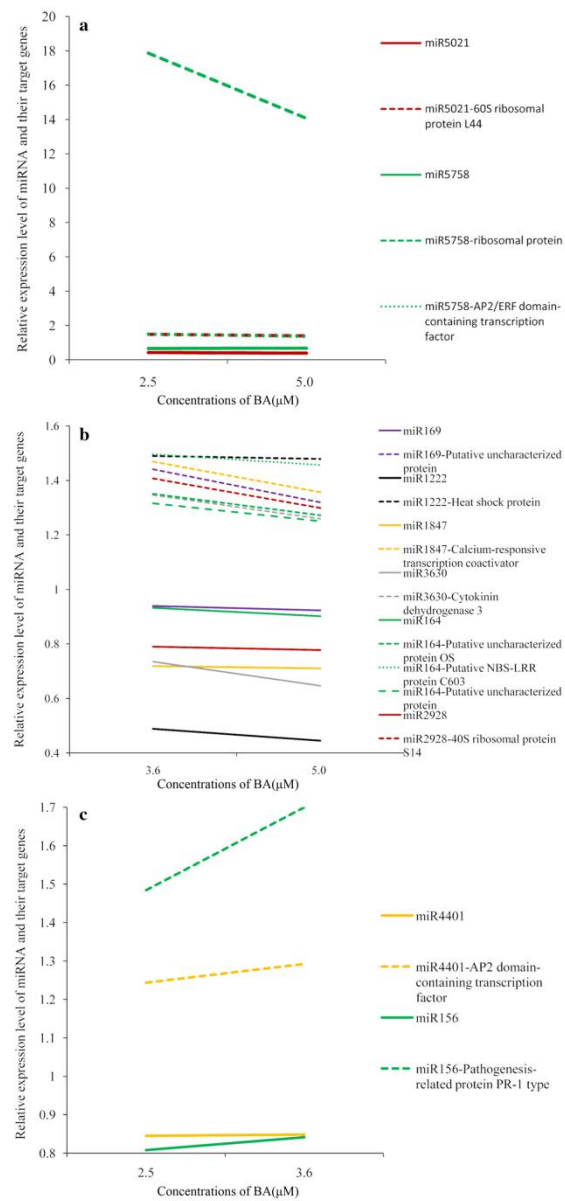 a
Relative expression level of miRNA and their target genes
20
18
16
14
12
10
8
6
4
2
0
2.5
5.0
Concentrations of BA(μM)
miR5021
miR5021-60S ribosomal
protein L44
miR5758
miR5758-ribosomal protein
miR5758-AP2/ERF domain-
containing transcription
factor
b
Relative expression level of miRNA and their target genes
1.6
1.4
1.2
1
0.8
0.6
0.4
3.6
5.0
Concentrations of BA(μM)
miR169
miR169-Putative uncharacterized
protein
miR1222
miR1222-Heat shock protein
miR1847
miR1847-Calcium-responsive
transcription coactivator
miR3630
miR3630-Cytokinin
dehydrogenase 3
miR164
miR164-Putative uncharacterized
protein OS
miR164-Putative NBS-LRR
protein C603
miR164-Putative uncharacterized
protein
miR2928
miR2928-40S ribosomal protein
S14
c
Relative expression level of miRNA and their target genes
1.7
1.6
1.5
1.4
1.3
1.2
1.1
1
0.9
0.8
2.5
3.6
Concentrations of BA(μM)
miR4401
miR4401-AP2 domain-
containing transcription
factor
miR156
miR156-Pathogenesis-
related protein PR-1 type